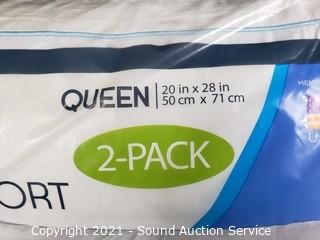 QUEEN
20 in x 28 in
50 cm x 71 cm
2-PACK
ORT
Copyright 2021 - Sound Auction Service